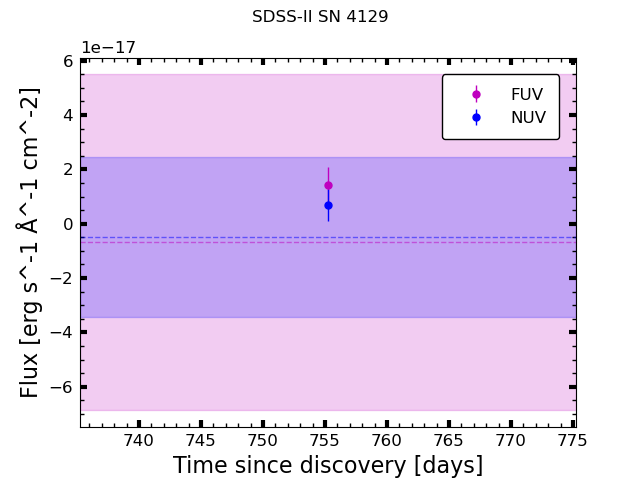 SDSS-II SN 4129
1e−17
6
4
2
0
−2
−4
−6
Flux [erg s^-1 Å^-1 cm^-2]
FUV
NUV
740 745 750 755 760 765 770 775
Time since discovery [days]